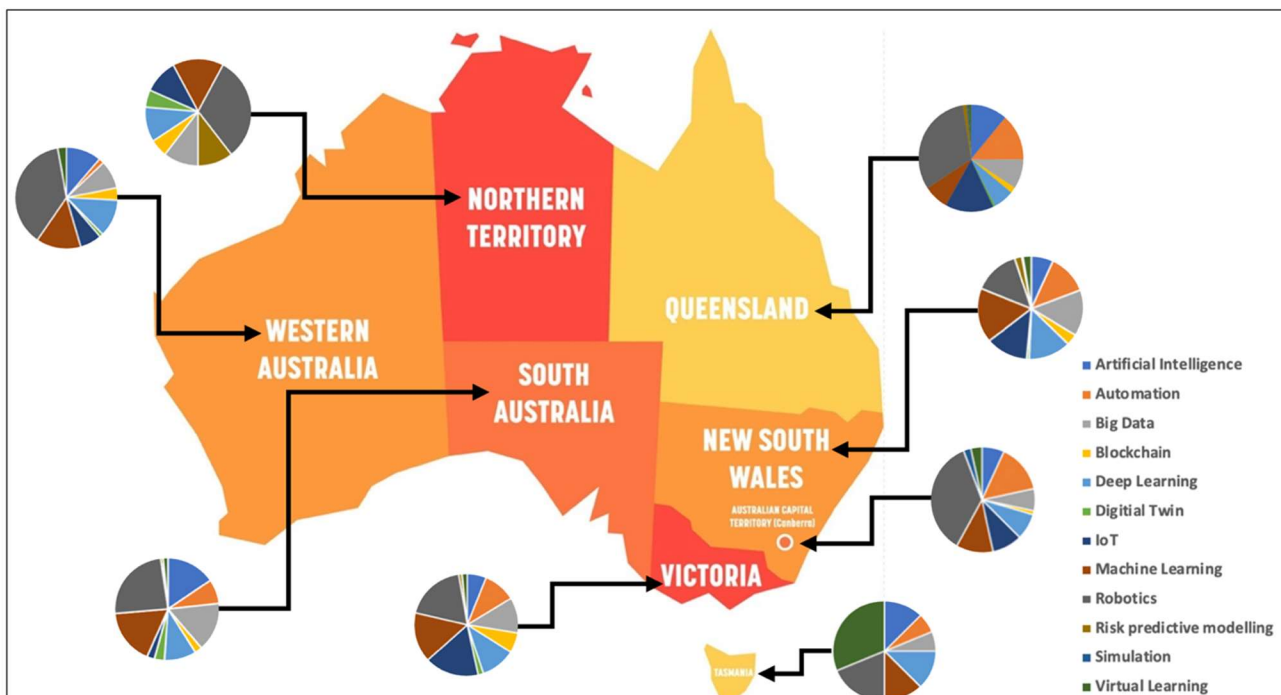 NORTHERN
TERRITORY
QUEENSLAND
WESTERN
AUSTRALIA
SOUTH
AUSTRALIA
NEW SOUTH
WALES
AUSTRALIAN CAPITAL
TERRITORY (Canberra)
VICTORIA
TASMANIA
Artificial Intelligence
Automation
Big Data
Blockchain
Deep Learning
Digitial Twin
IoT
Machine Learning
Robotics
Risk predictive modelling
Simulation
Virtual Learning